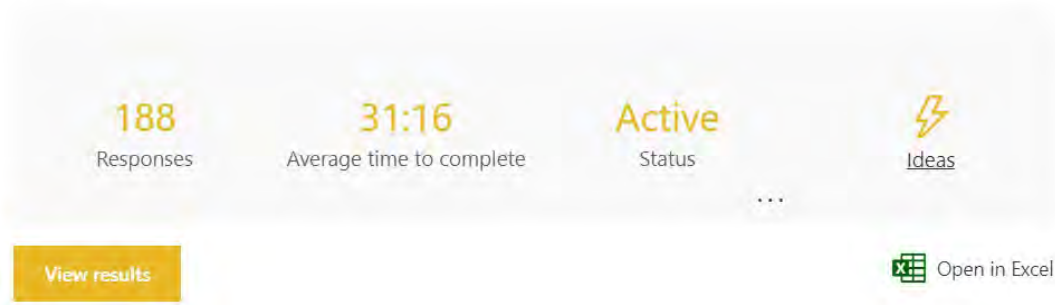 188 31:16 Active
Responses Average time to complete Status Ideas
...
View results Open in Excel